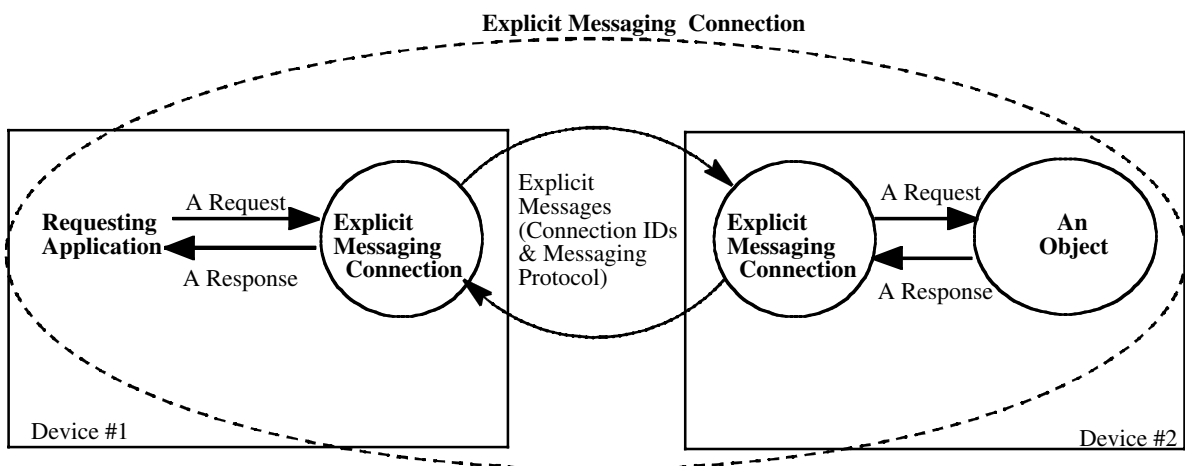 Explicit Messaging Connection
Requesting
Application
A Request
A Response
Explicit
Messaging
Connection
Explicit
Messages
(Connection IDs
& Messaging
Protocol)
Explicit
Messaging
Connection
A Request
A Response
An
Object
Device #1
Device #2